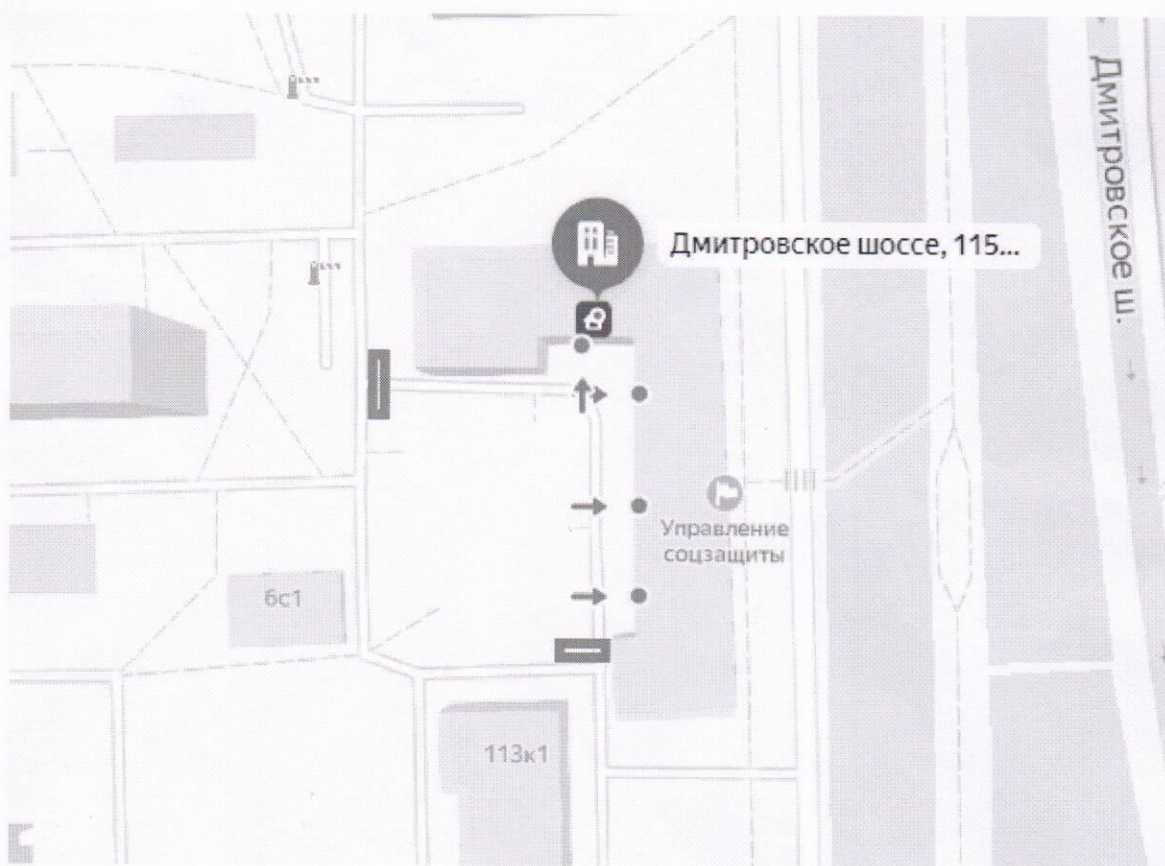 Дмитровское ш.
Дмитровское шоссе, 115...
Управление
соцзащиты
6с1
113к1